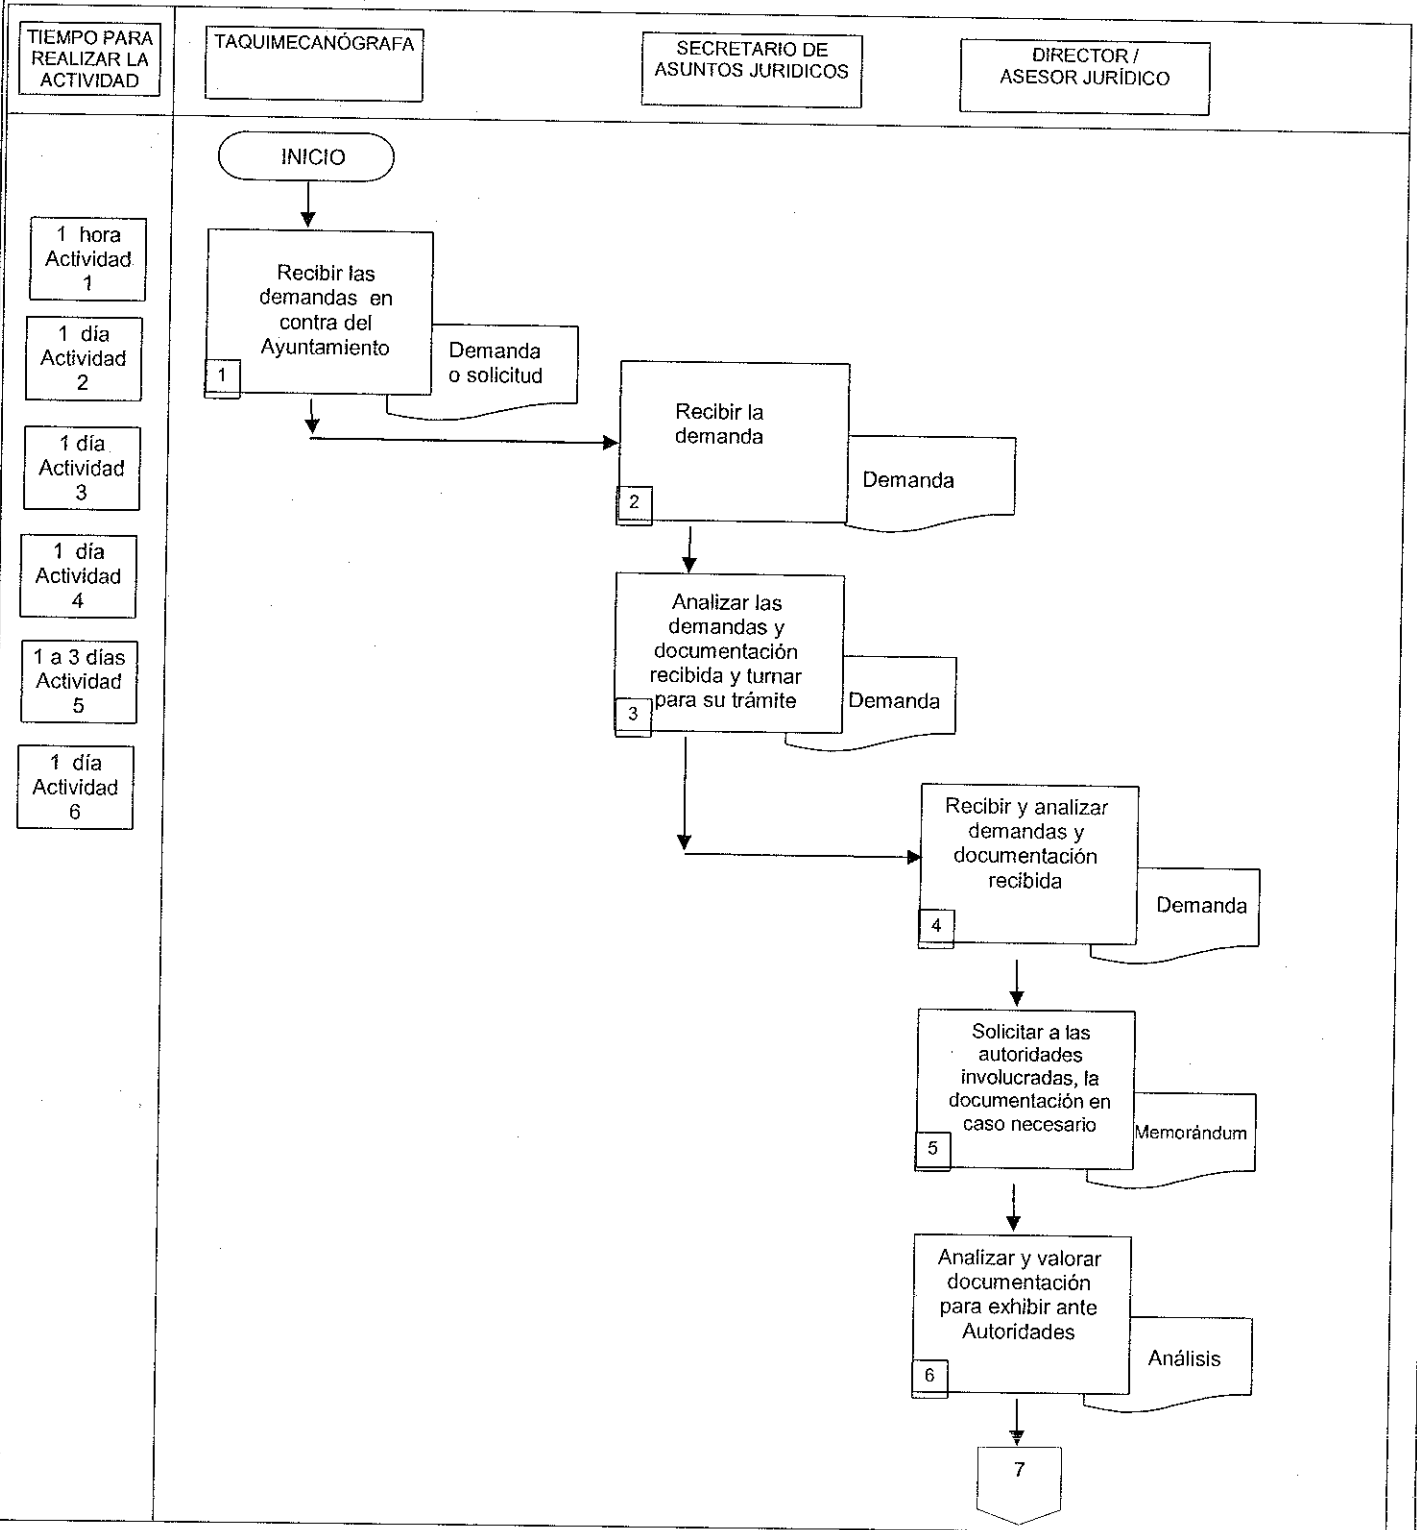 TIEMPO PARA
REALIZAR LA
ACTIVIDAD
TAQUIMECANÓGRAFA
SECRETARIO DE
ASUNTOS JURIDICOS
DIRECTOR /
ASESOR JURÍDICO
INICIO
1 hora
Actividad
1
1 día
Actividad
2
1 día
Actividad
3
1 día
Actividad
4
1 a 3 días
Actividad
5
1 día
Actividad
6
Recibir las
demandas en
contra del
Ayuntamiento
1
Demanda
o solicitud
Recibir la
demanda
2
Demanda
Analizar las
demandas y
documentación
recibida y turnar
para su trámite
3
Demanda
Recibir y analizar
demandas y
documentación
recibida
4
Demanda
Solicitar a las
autoridades
involucradas, la
documentación en
caso necesario
5
Memorándum
Analizar y valorar
documentación
para exhibir ante
Autoridades
6
Análisis
7